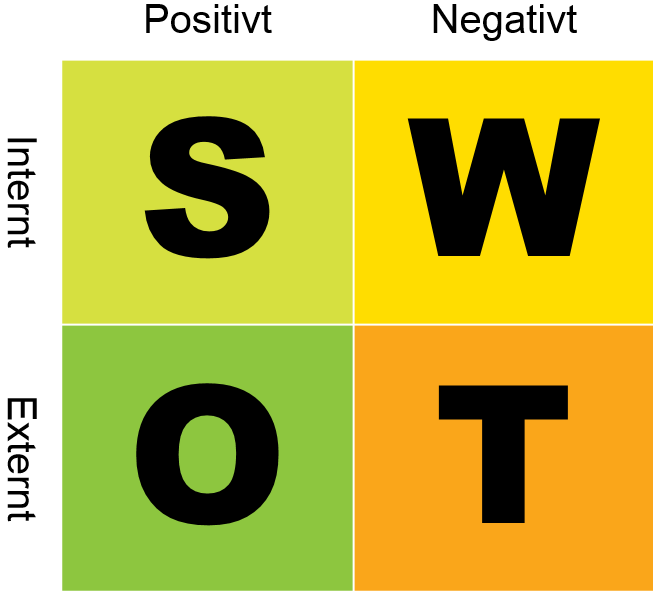 Positivt Negativt
Internt
S W
Externt
O T